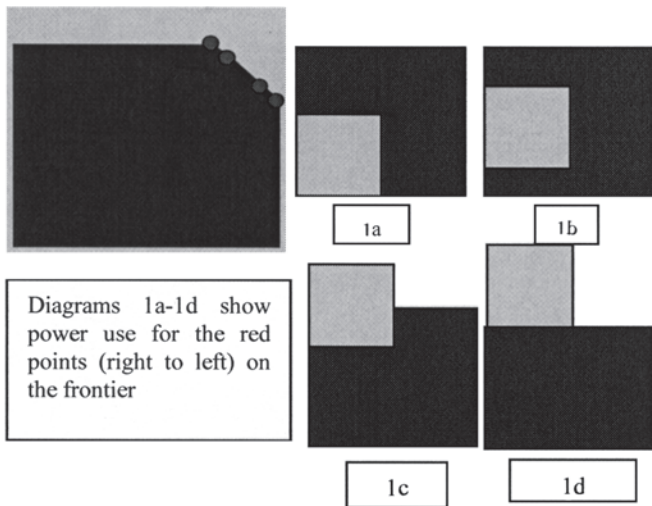 1a
1b
Diagrams 1a-1d show
power use for the red
points (right to left) on
the frontier
1c
1d